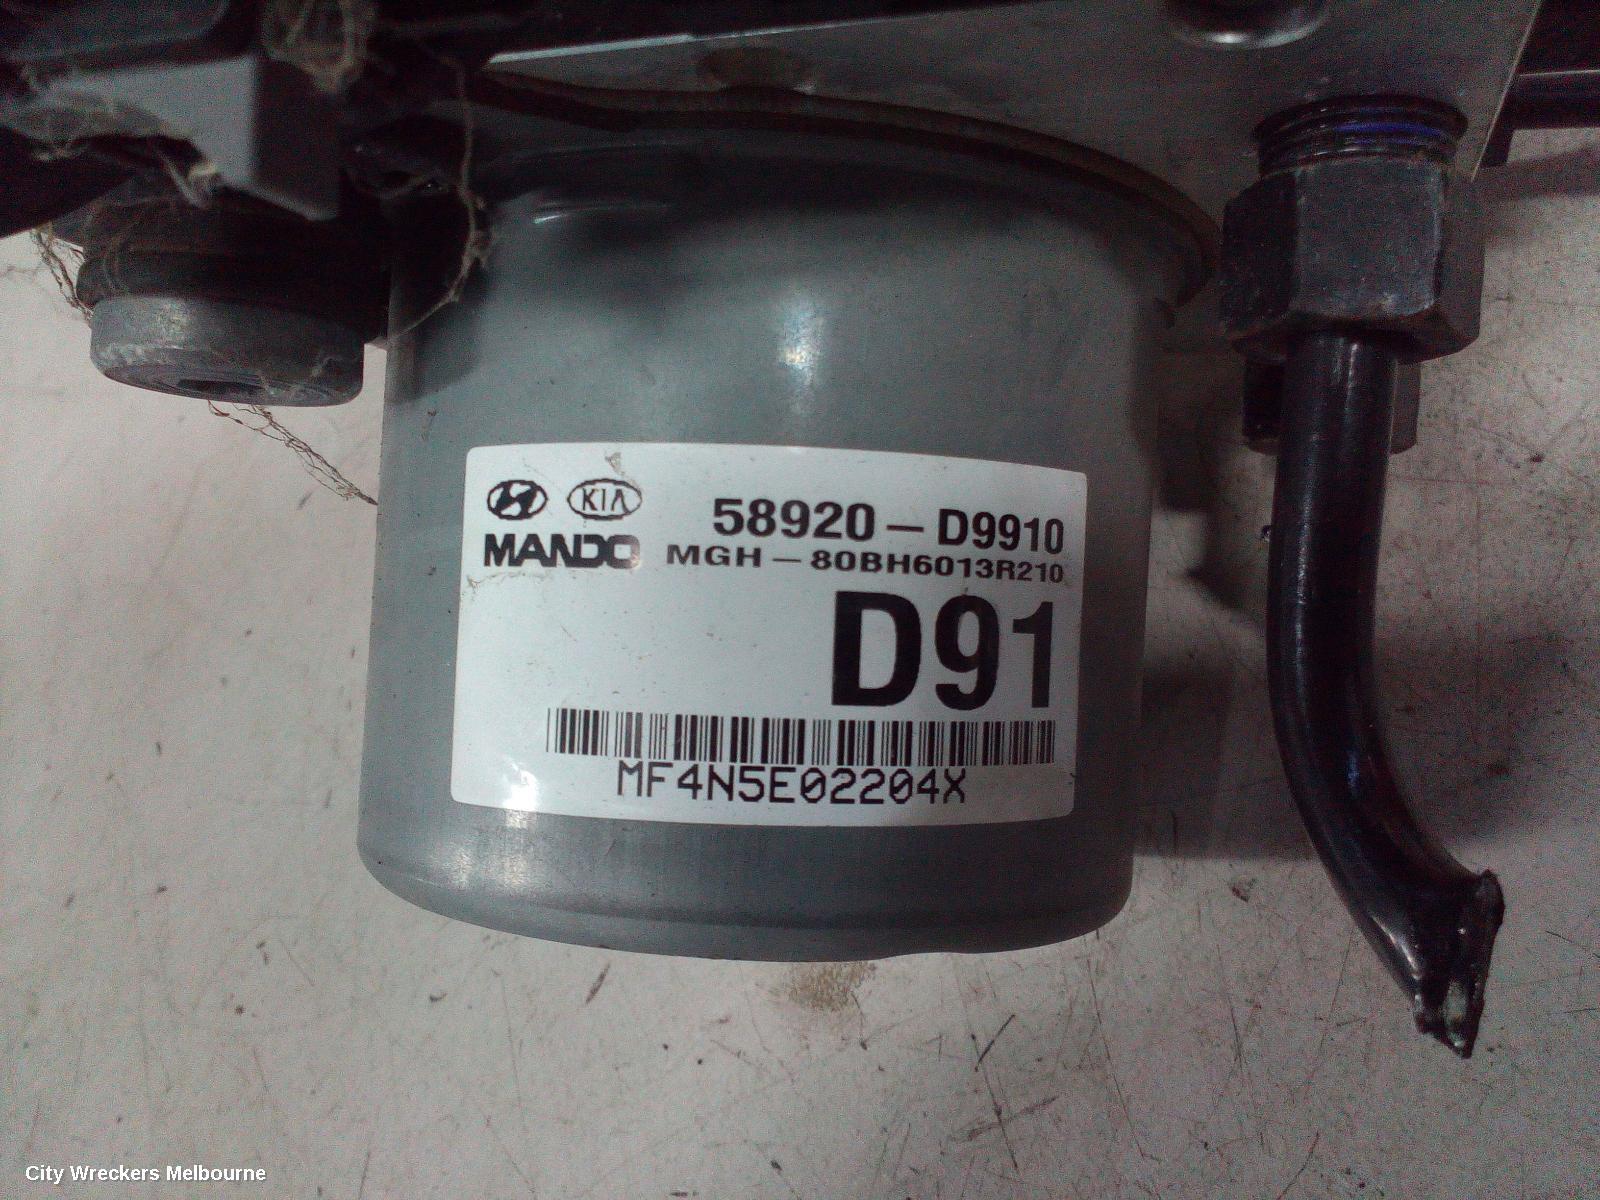 KIA
58920 – D9910
MANDO
MGH – 80BH6013R210
D91
MF4N5E02204X
City Wreckers Melbourne